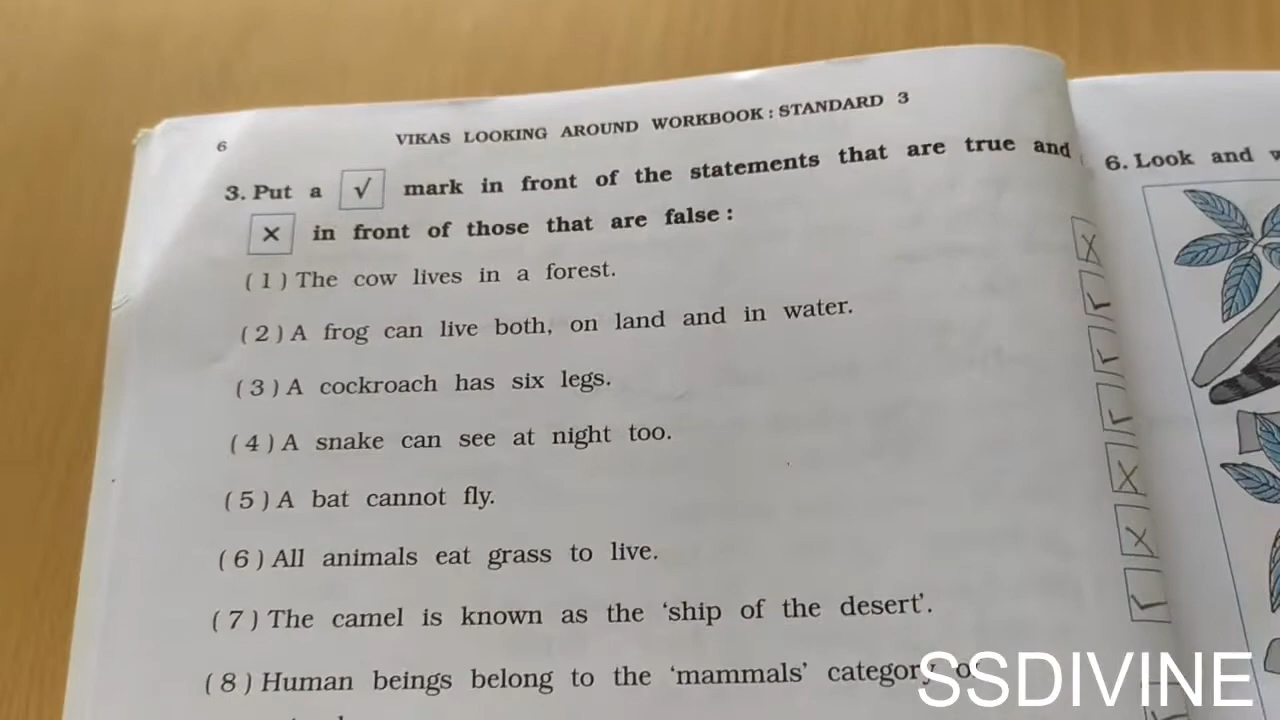 6
VIKAS LOOKING AROUND WORKBOOK : STANDARD 3
3. Put a √ mark in front of the statements that are true and
× in front of those that are false :
( 1 ) The cow lives in a forest.
( 2 ) A frog can live both, on land and in water.
( 3 ) A cockroach has six legs.
( 4 ) A snake can see at night too.
( 5 ) A bat cannot fly.
( 6 ) All animals eat grass to live.
( 7 ) The camel is known as the ‘ship of the desert’.
( 8 ) Human beings belong to the ‘mammals’ category
6. Look and
SSDIVINE